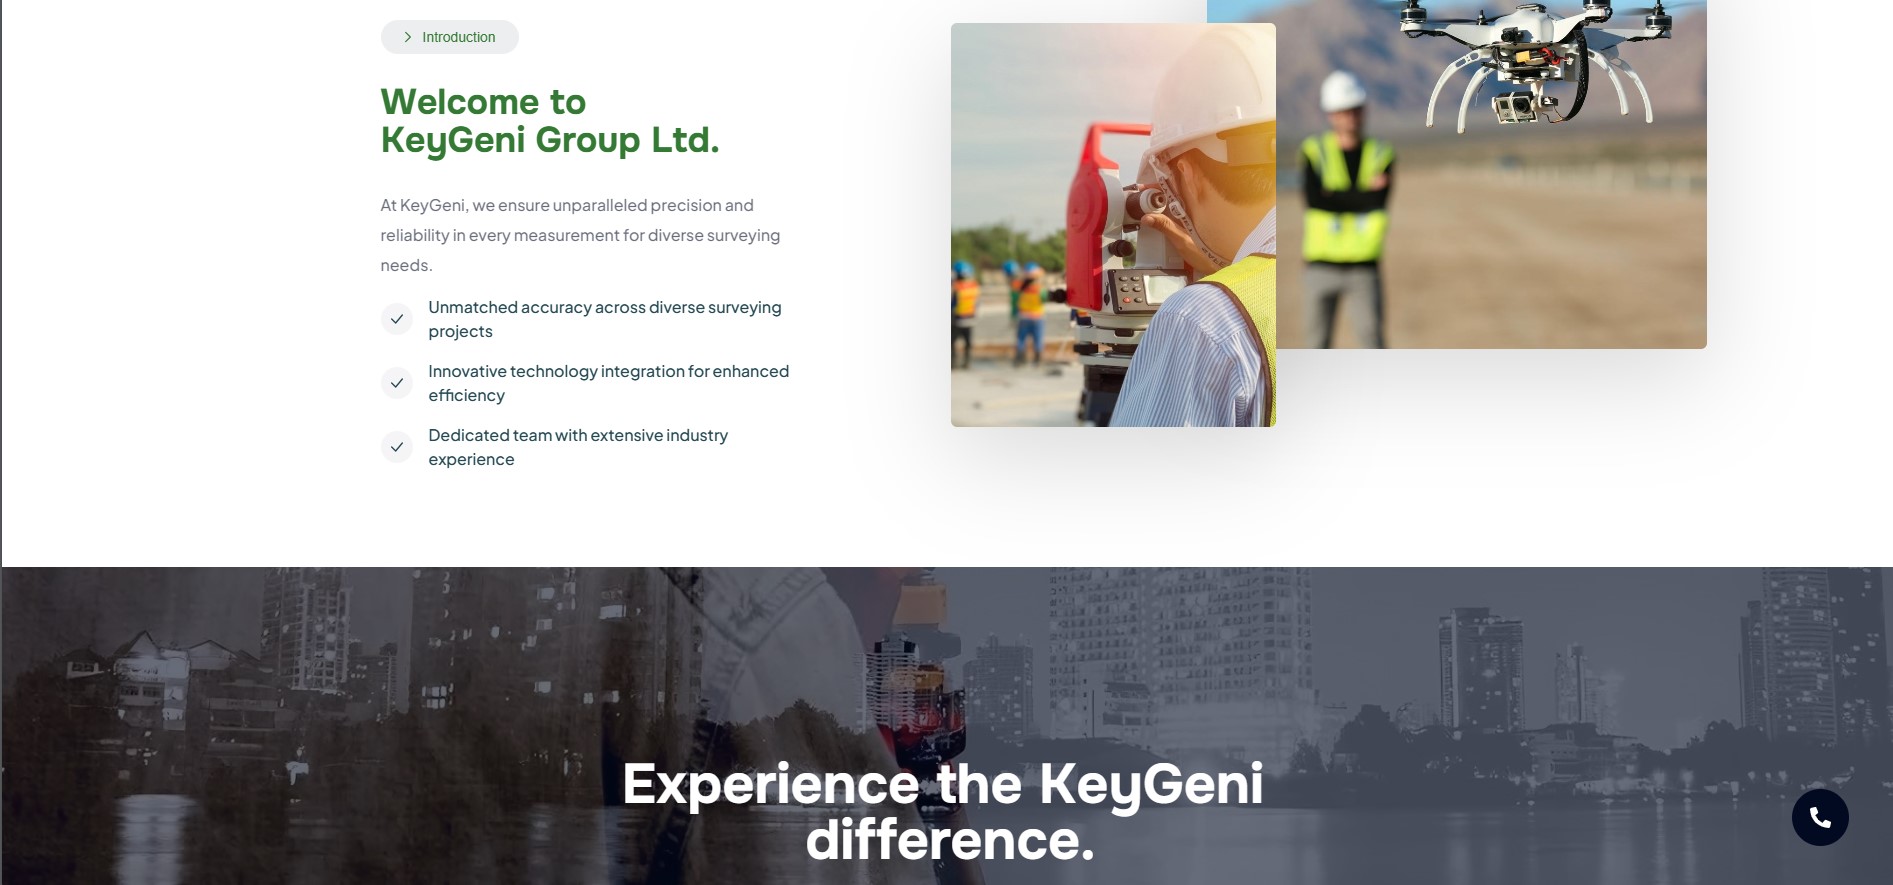 Introduction
Welcome to
KeyGeni Group Ltd.
At KeyGeni, we ensure unparalleled precision and
reliability in every measurement for diverse surveying
needs.
Unmatched accuracy across diverse surveying
projects
Innovative technology integration for enhanced
efficiency
Dedicated team with extensive industry
experience
Experience the KeyGeni
difference.